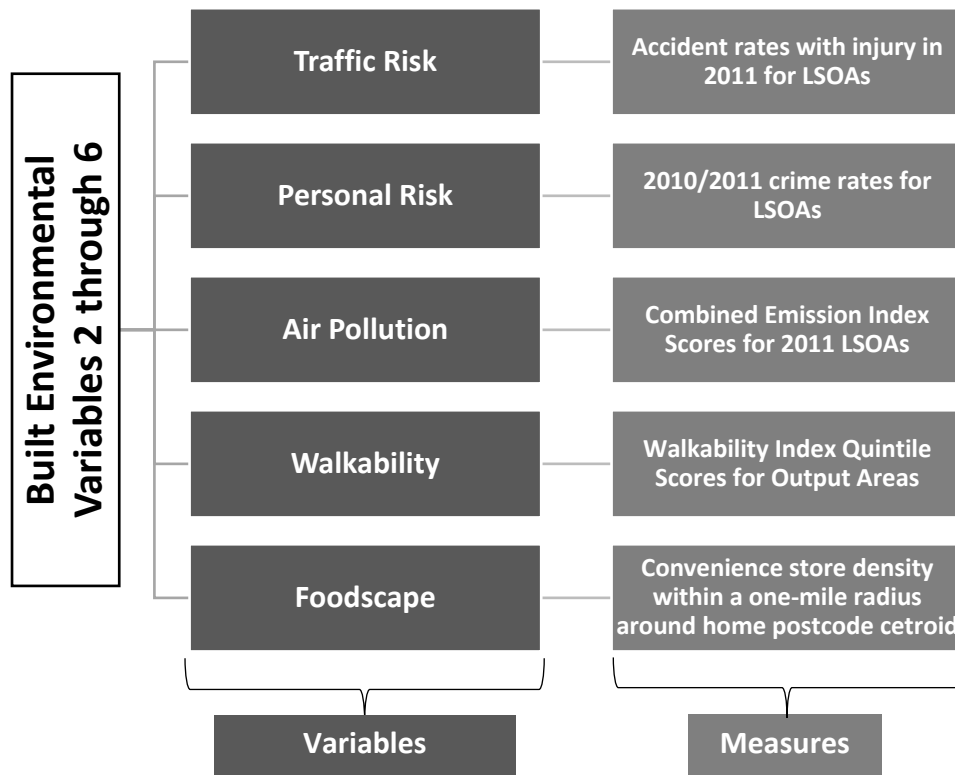 Built Environmental
Variables 2 through 6
Traffic Risk
Accident rates with injury in
2011 for LSOAs
Personal Risk
2010/2011 crime rates for
LSOAs
Air Pollution
Combined Emission Index
Scores for 2011 LSOAs
Walkability
Walkability Index Quintile
Scores for Output Areas
Foodscape
Convenience store density
within a one-mile radius
around home postcode cetroid
Variables
Measures